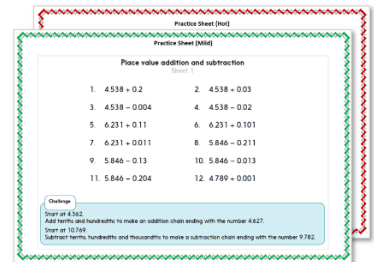 Practice Sheet (Hot)
Practice Sheet (Mild)
Place value addition and subtraction
Sheet 1
1. 4.538 + 0.2 2. 4.538 + 0.03
3. 4.538 − 0.004 4. 4.538 − 0.02
5. 6.231 + 0.11 6. 6.231 + 0.101
7. 6.231 + 0.011 8. 5.846 − 0.211
9. 5.846 − 0.13 10. 5.846 − 0.013
11. 5.846 − 0.204 12. 4.789 + 0.001
Challenge
Start at 4.362.
Add tenths and hundredths to make an addition chain ending with the number 4.627.
Start at 10.769.
Subtract tenths, hundredths and thousandths to make a subtraction chain ending with the number 9.782.